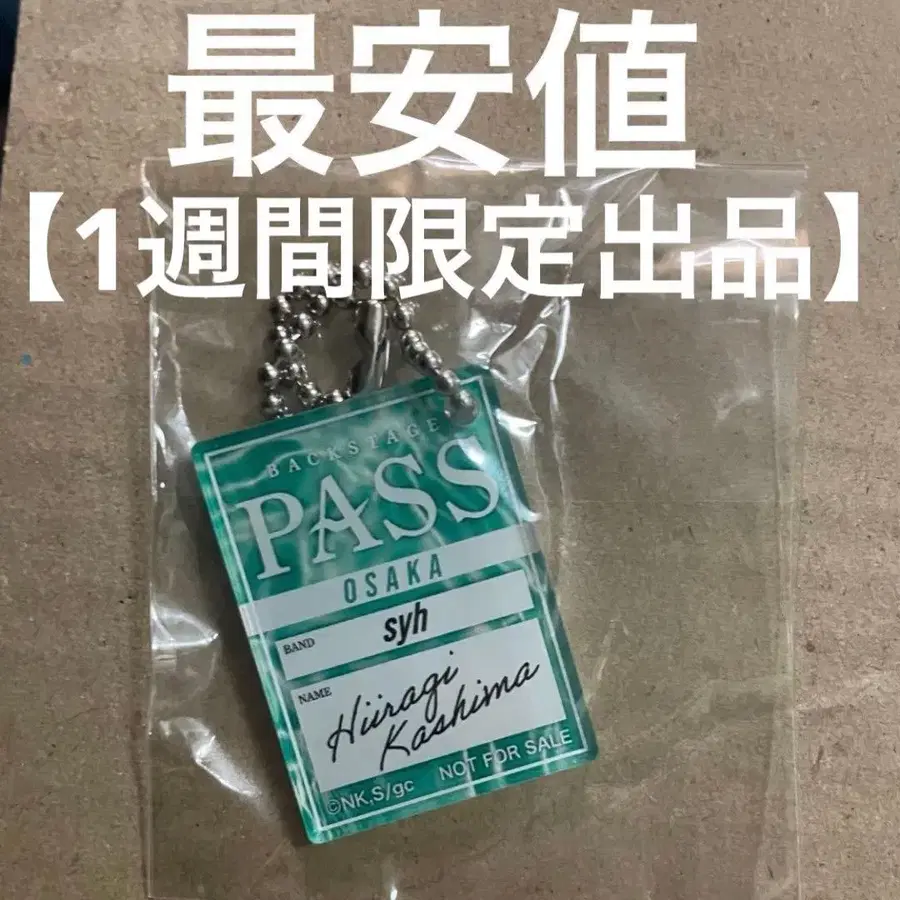 最安値
【1週間限定出品】
BACKSTAGE
PASS
OSAKA
BAND
syh
NAME
Hiiragi
Kashima
©NK,S/gc NOT FOR SALE